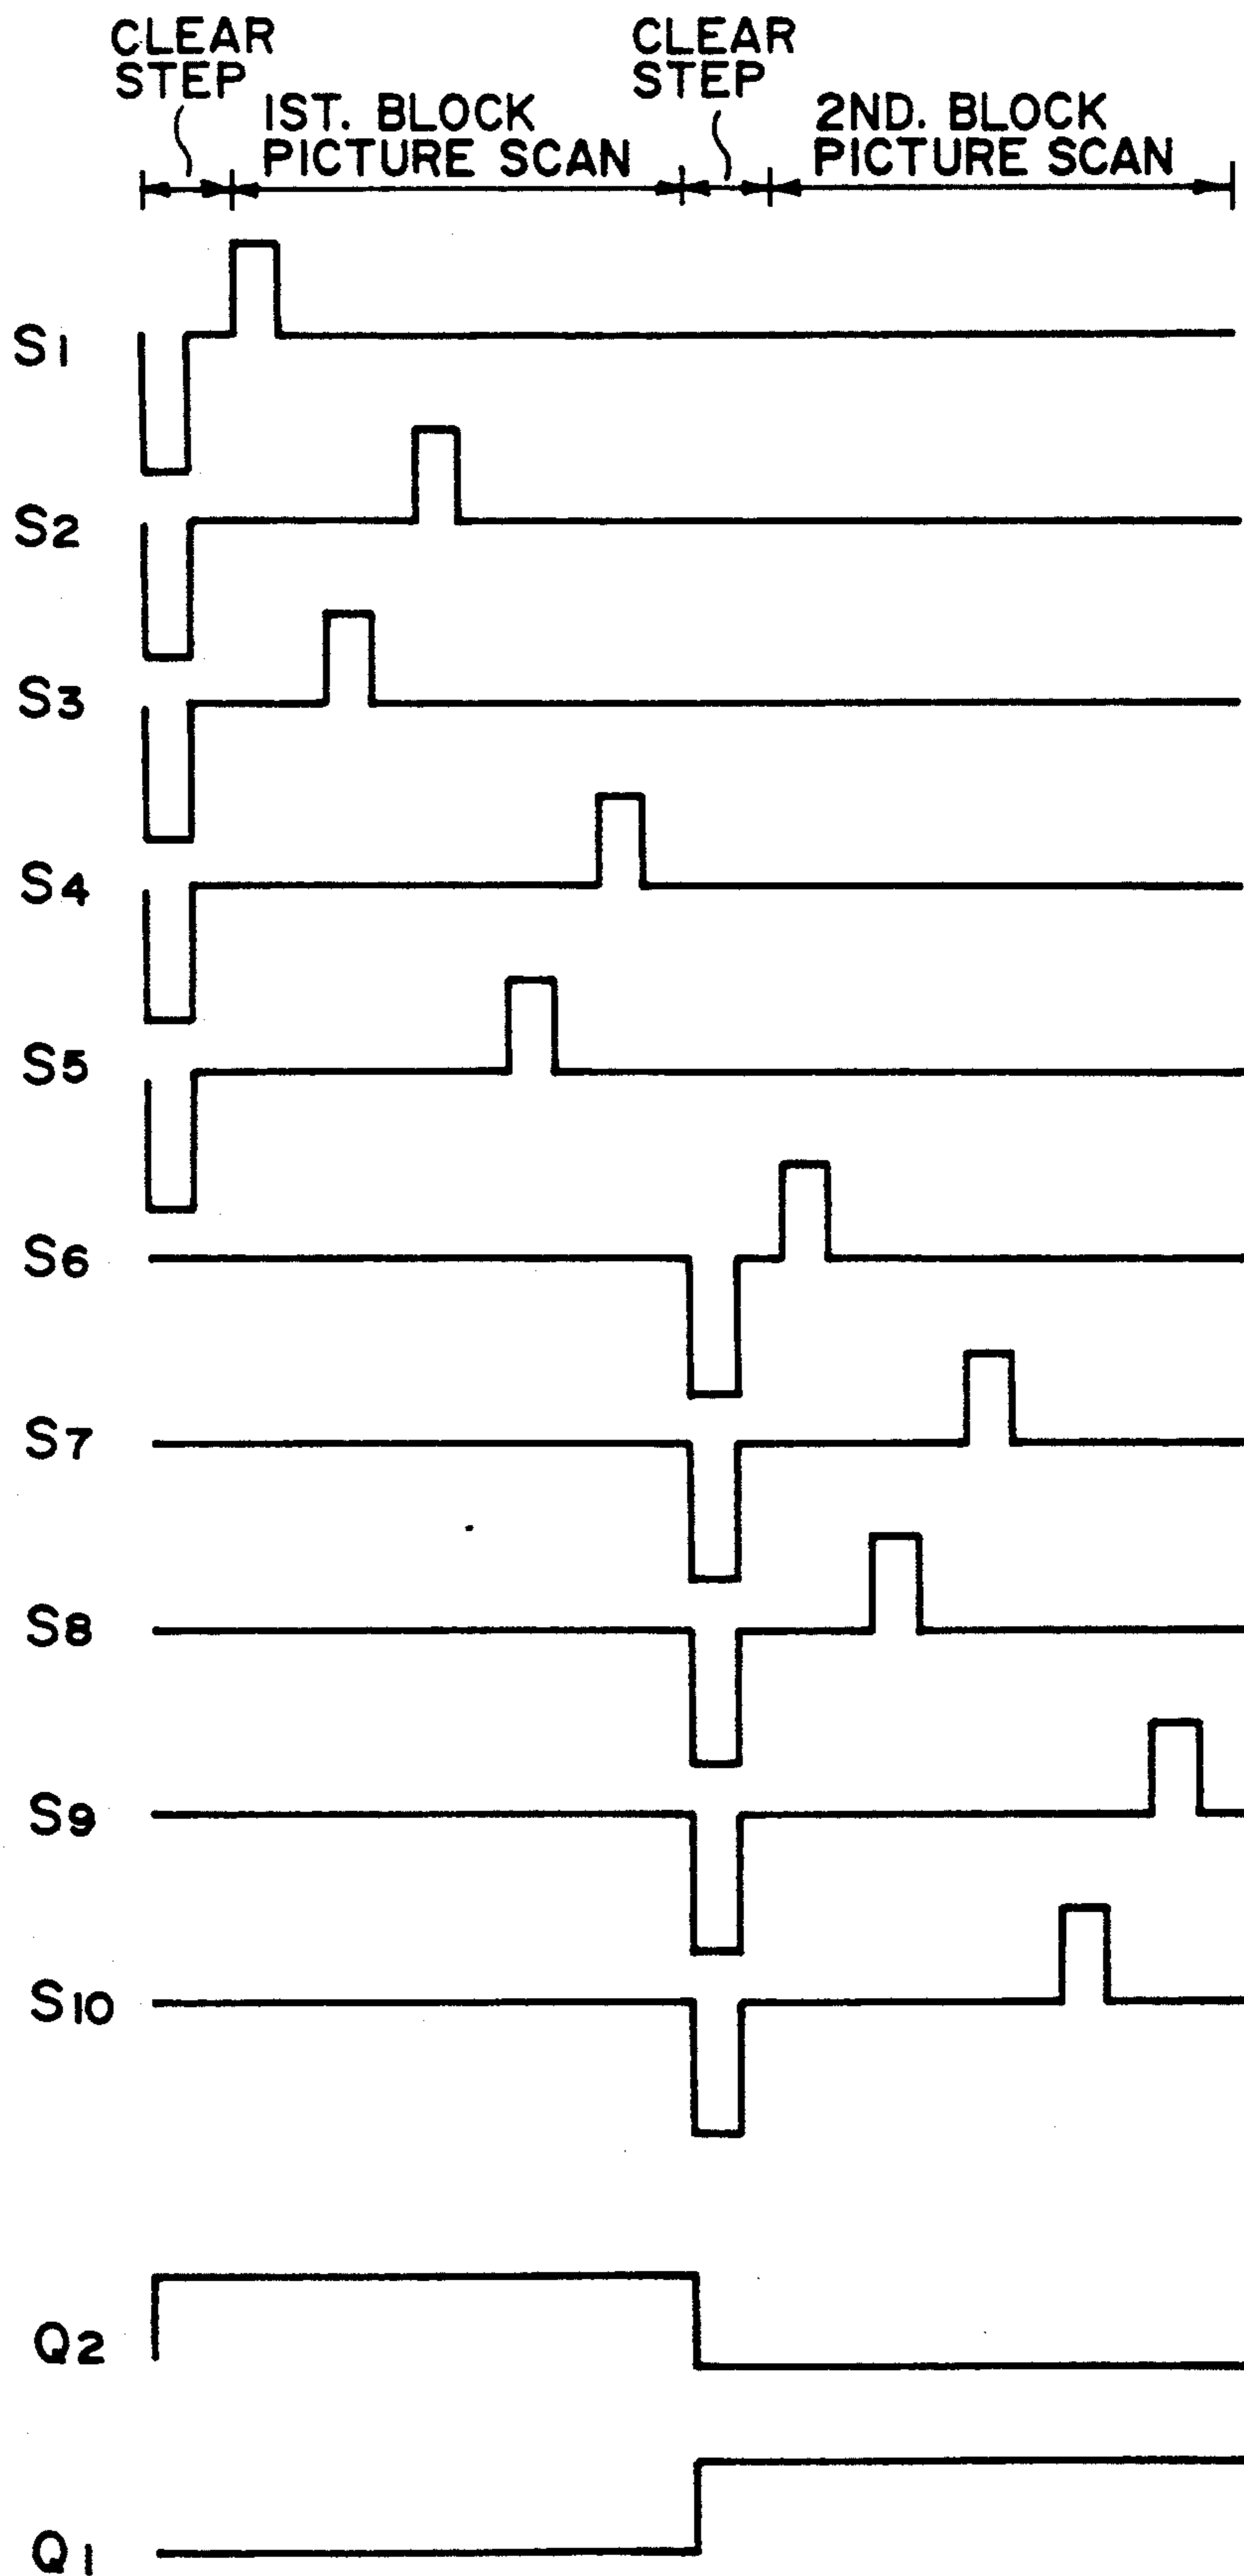 CLEAR
STEP
1ST. BLOCK
PICTURE SCAN
CLEAR
STEP
2ND. BLOCK
PICTURE SCAN
S1
S2
S3
S4
S5
S6
S7
S8
S9
S10
Q2
Q1